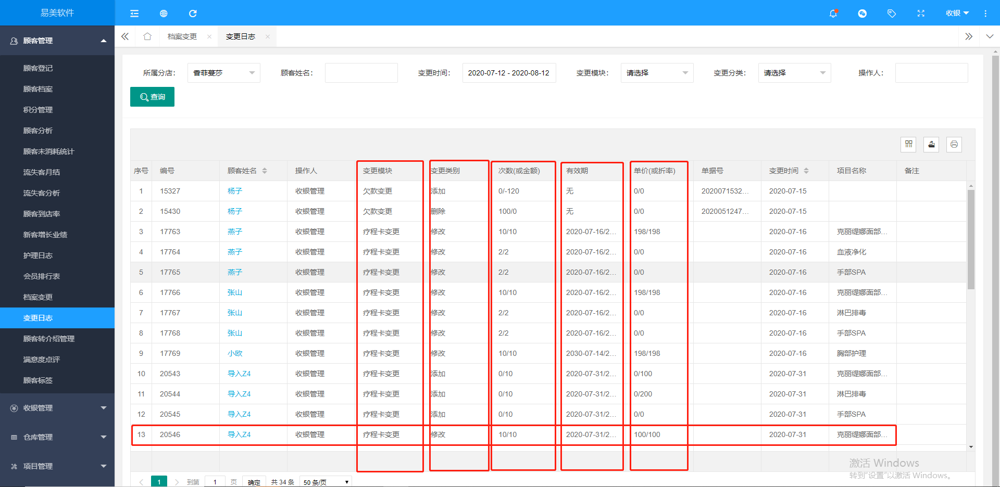 易美软件
收银
顾客管理
档案变更
变更日志
顾客登记
顾客档案
积分管理
顾客分析
顾客未消耗统计
流失客月结
流失客分析
顾客到店率
新客增长业绩
护理日志
会员排行表
档案变更
变更日志
顾客转介绍管理
满意度点评
顾客标签
收银管理
仓库管理
项目管理
所属分店: 香菲蔓莎 顾客姓名: 变更时间: 2020-07-12 - 2020-08-12 变更模块: 请选择 变更分类: 请选择 操作人:
查询
序号 编号 顾客姓名 操作人 变更模块 变更类别 次数(或金额) 有效期 单价(或折率) 单据号 变更时间 项目名称 备注
1 15327 杨子 收银管理 欠款变更 添加 0/-120 无 0/0 2020071532... 2020-07-15
2 15430 杨子 收银管理 欠款变更 删除 100/0 无 0/0 2020051247... 2020-07-15
3 17763 燕子 收银管理 疗程卡变更 修改 10/10 2020-07-16/2... 198/198 2020-07-16 克丽缇娜面部...
4 17764 燕子 收银管理 疗程卡变更 修改 2/2 2020-07-16/2... 0/0 2020-07-16 血液净化
5 17765 燕子 收银管理 疗程卡变更 修改 2/2 2020-07-16/2... 0/0 2020-07-16 手部SPA
6 17766 张山 收银管理 疗程卡变更 修改 10/10 2020-07-16/2... 198/198 2020-07-16 克丽缇娜面部...
7 17767 张山 收银管理 疗程卡变更 修改 2/2 2020-07-16/2... 0/0 2020-07-16 淋巴排毒
8 17768 张山 收银管理 疗程卡变更 修改 2/2 2020-07-16/2... 0/0 2020-07-16 手部SPA
9 17769 小欧 收银管理 疗程卡变更 修改 10/10 2030-07-14/2... 198/198 2020-07-16 胸部护理
10 20543 导入Z4 收银管理 疗程卡变更 添加 0/10 2020-07-31/2... 0/100 2020-07-31 克丽缇娜面部...
11 20544 导入Z4 收银管理 疗程卡变更 添加 0/10 2020-07-31/2... 0/200 2020-07-31 淋巴排毒
12 20545 导入Z4 收银管理 疗程卡变更 添加 0/10 2020-07-31/2... 0/0 2020-07-31 手部SPA
13 20546 导入Z4 收银管理 疗程卡变更 修改 10/10 2020-07-31/2... 100/100 2020-07-31 克丽缇娜面部...
1 到第 1 页 确定 共 34 条 50 条/页
激活 Windows
转到"设置"以激活 Windows。